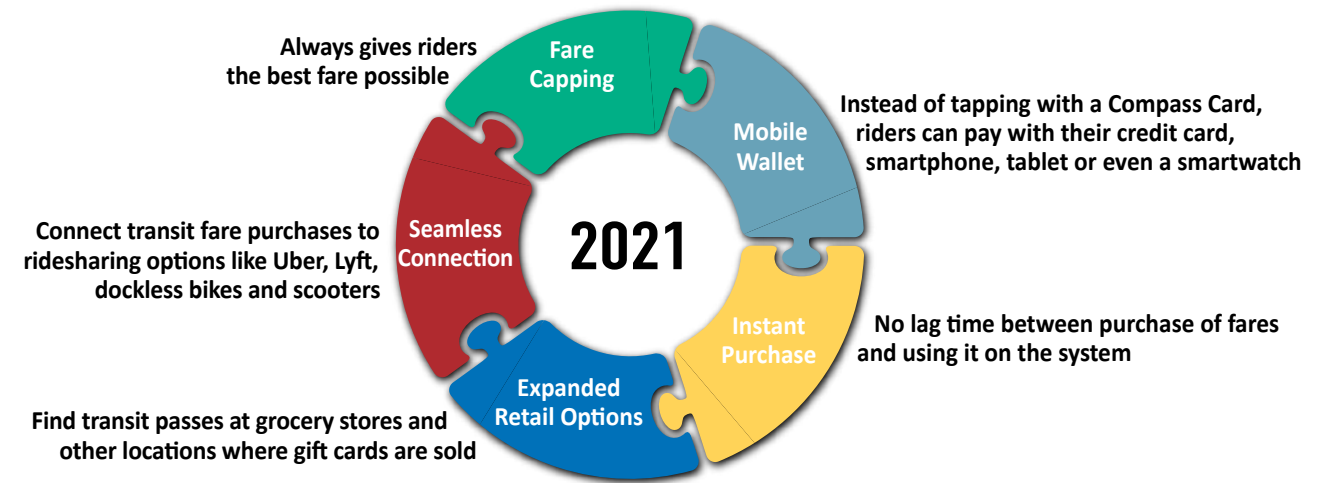 Always gives riders
the best fare possible
Fare
Capping
Mobile
Wallet
Instead of tapping with a Compass Card,
riders can pay with their credit card,
smartphone, tablet or even a smartwatch
Connect transit fare purchases to
ridesharing options like Uber, Lyft,
dockless bikes and scooters
Seamless
Connection
2021
Instant
Purchase
No lag time between purchase of fares
and using it on the system
Find transit passes at grocery stores and
other locations where gift cards are sold
Expanded
Retail Options